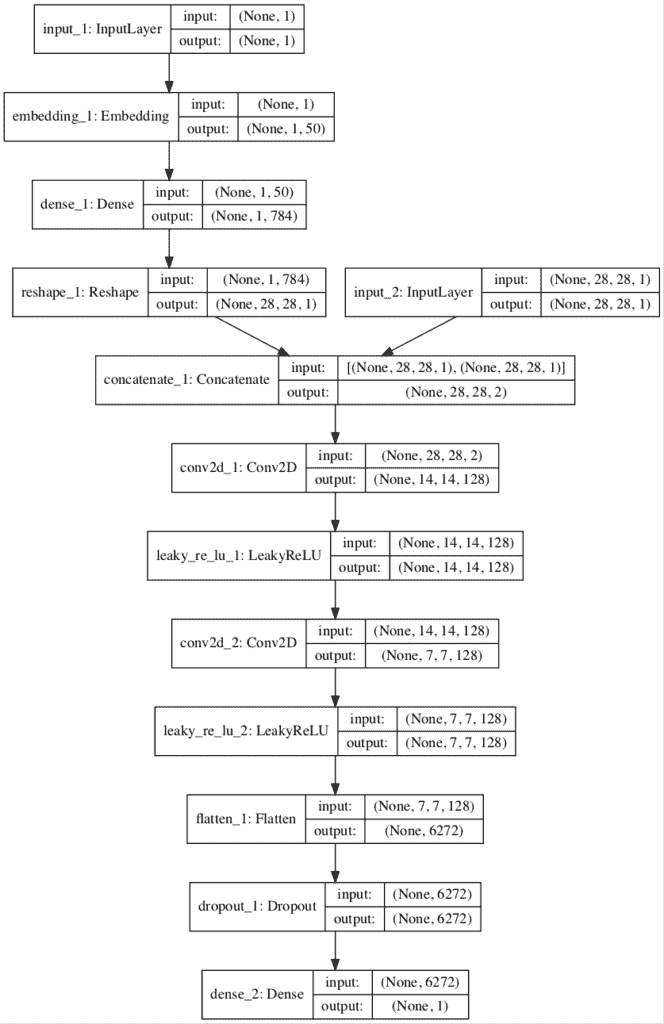 input_1: InputLayer
input: (None, 1)
output: (None, 1)
embedding_1: Embedding
input: (None, 1)
output: (None, 1, 50)
dense_1: Dense
input: (None, 1, 50)
output: (None, 1, 784)
reshape_1: Reshape
input: (None, 1, 784)
output: (None, 28, 28, 1)
input_2: InputLayer
input: (None, 28, 28, 1)
output: (None, 28, 28, 1)
concatenate_1: Concatenate
input: [(None, 28, 28, 1), (None, 28, 28, 1)]
output: (None, 28, 28, 2)
conv2d_1: Conv2D
input: (None, 28, 28, 2)
output: (None, 14, 14, 128)
leaky_re_lu_1: LeakyReLU
input: (None, 14, 14, 128)
output: (None, 14, 14, 128)
conv2d_2: Conv2D
input: (None, 14, 14, 128)
output: (None, 7, 7, 128)
leaky_re_lu_2: LeakyReLU
input: (None, 7, 7, 128)
output: (None, 7, 7, 128)
flatten_1: Flatten
input: (None, 7, 7, 128)
output: (None, 6272)
dropout_1: Dropout
input: (None, 6272)
output: (None, 6272)
dense_2: Dense
input: (None, 6272)
output: (None, 1)